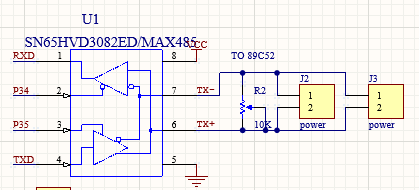 U1
SN65HVD3082ED/MAX485
RXD 1 8 VCC
TO 89C52
P34 2 7 TX-
R2
J2
J3
1
2
1
2
P35 3 6 TX+
10K
power
power
TXD 4 5